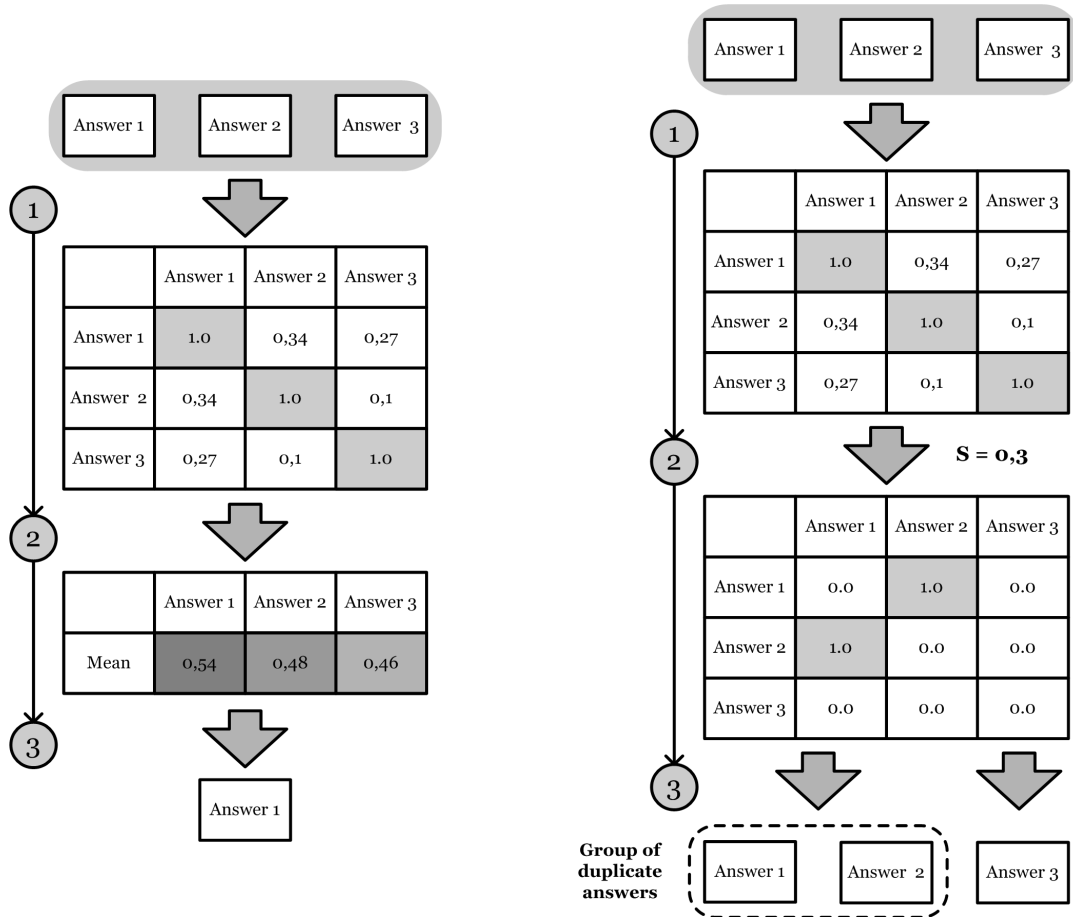 Answer 1 Answer 2 Answer 3
1
Answer 1 Answer 2 Answer 3
Answer 1 1.0 0,34 0,27
Answer 2 0,34 1.0 0,1
Answer 3 0,27 0,1 1.0
2
Answer 1 Answer 2 Answer 3
Mean 0,54 0,48 0,46
3
Answer 1
Answer 1 Answer 2 Answer 3
1
Answer 1 Answer 2 Answer 3
Answer 1 1.0 0,34 0,27
Answer 2 0,34 1.0 0,1
Answer 3 0,27 0,1 1.0
2
S = 0,3
Answer 1 Answer 2 Answer 3
Answer 1 0.0 1.0 0.0
Answer 2 1.0 0.0 0.0
Answer 3 0.0 0.0 0.0
3
Group of
duplicate
answers
Answer 1 Answer 2 Answer 3